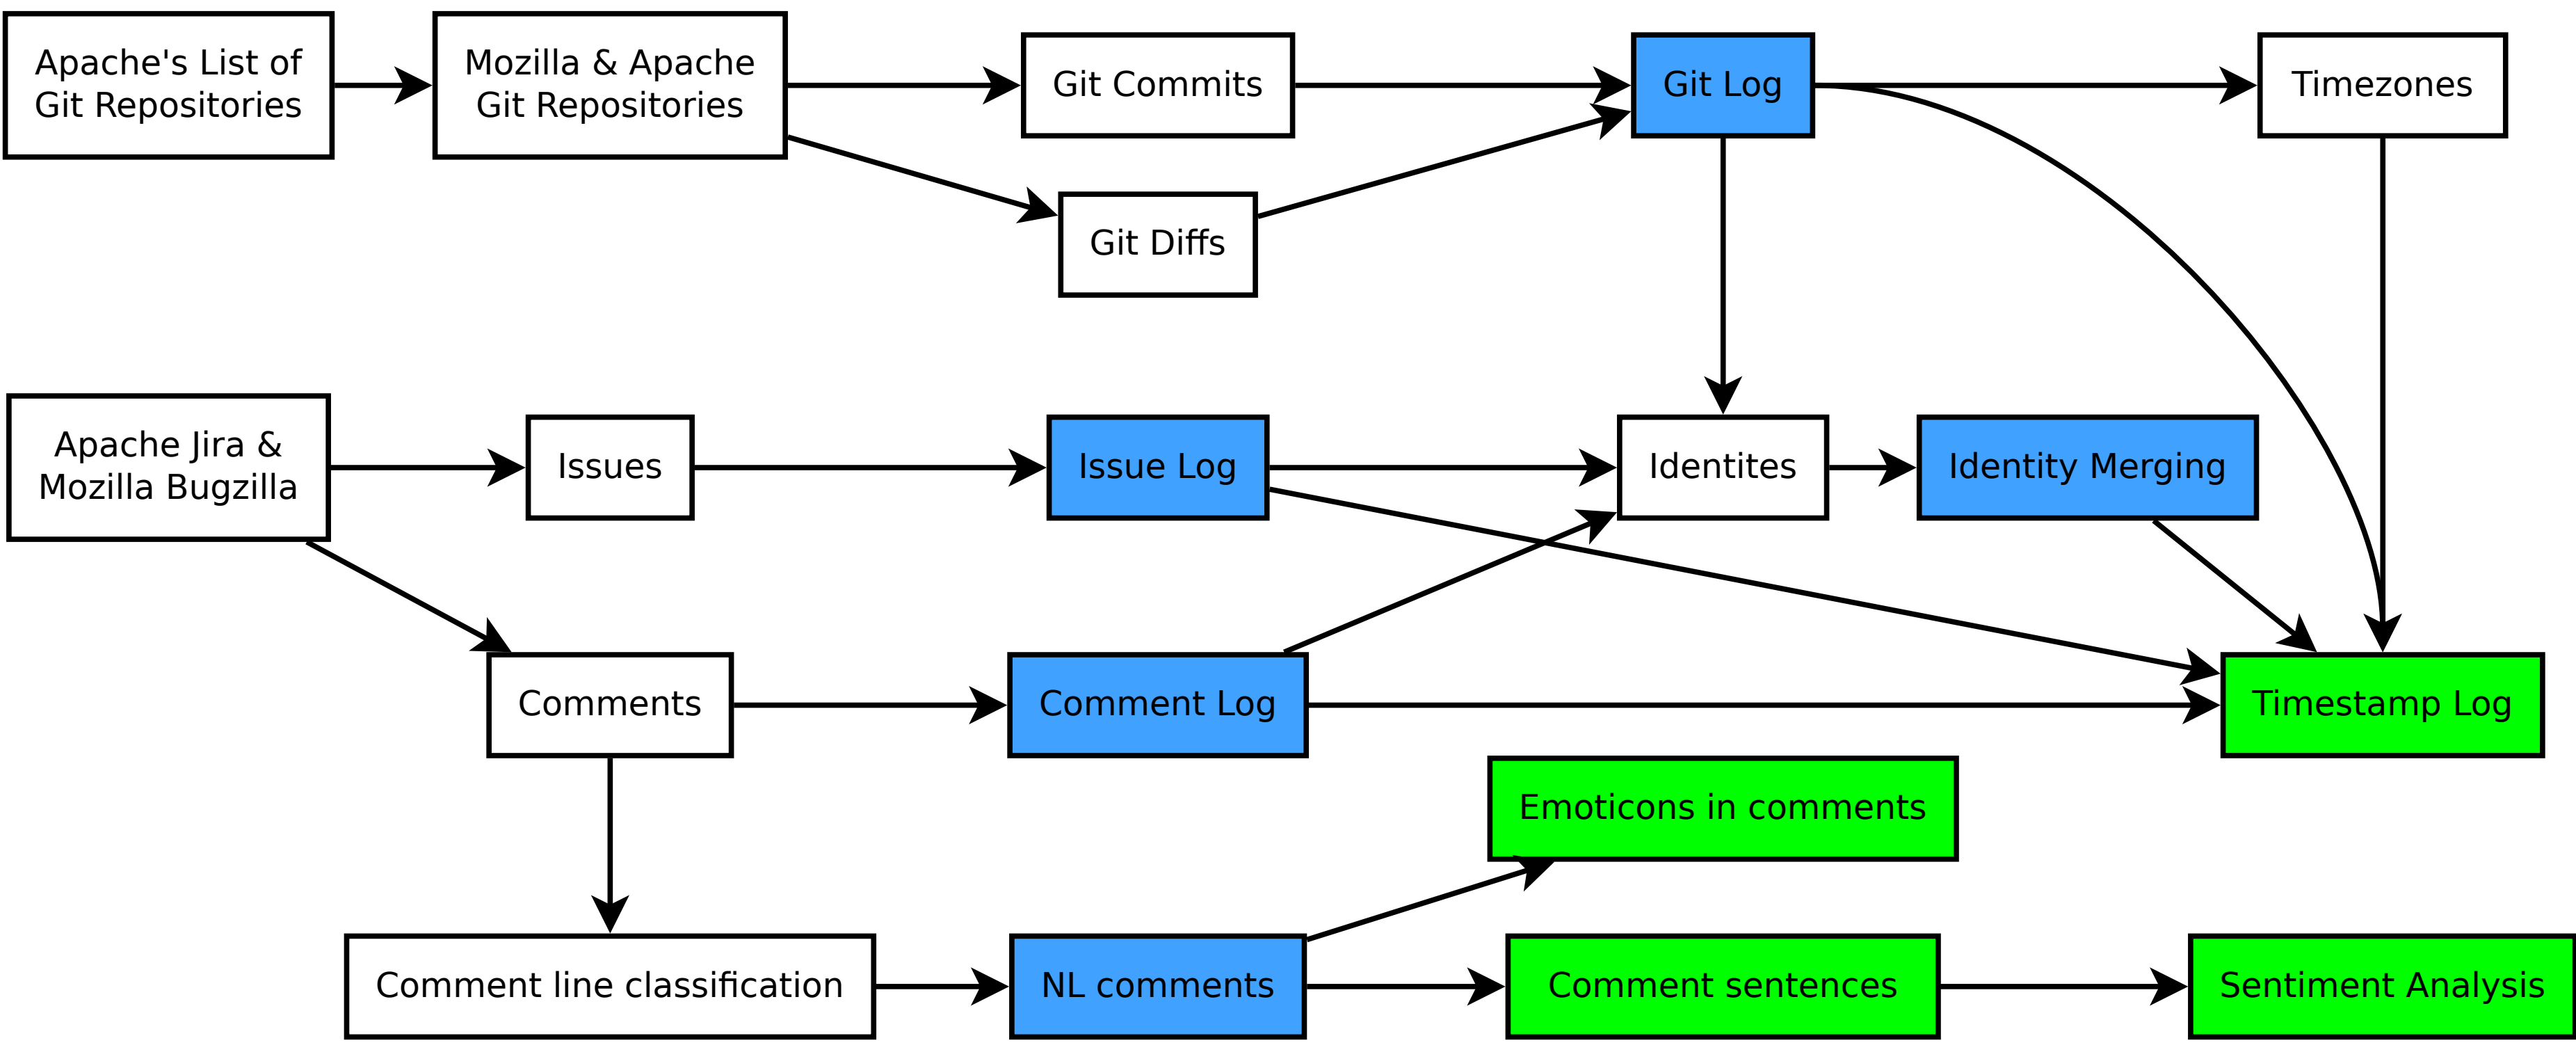 Apache's List of
Git Repositories
Mozilla & Apache
Git Repositories
Git Commits
Git Log
Timezones
Git Diffs
Apache Jira &
Mozilla Bugzilla
Issues
Issue Log
Identites
Identity Merging
Comments
Comment Log
Timestamp Log
Emoticons in comments
Comment line classification
NL comments
Comment sentences
Sentiment Analysis